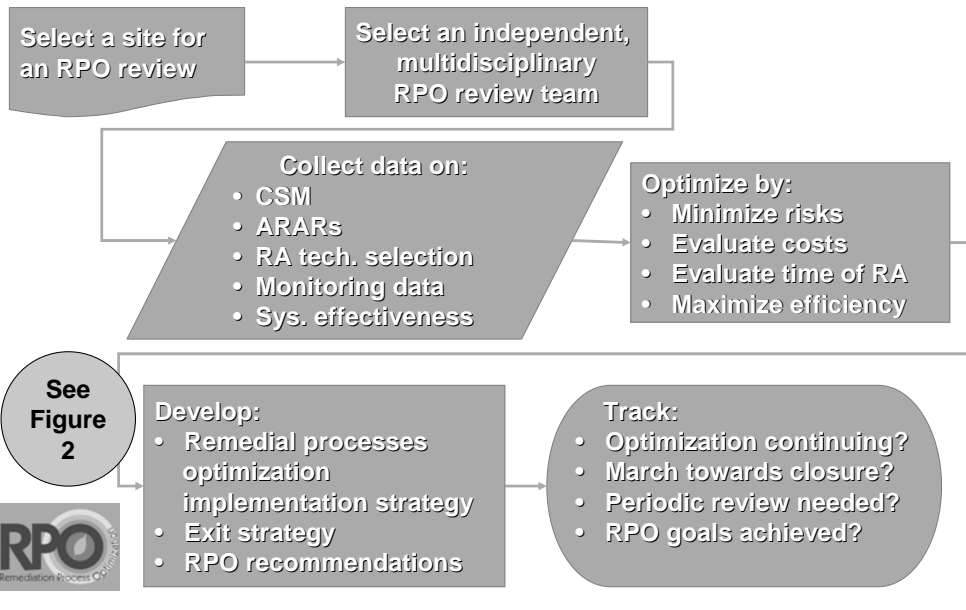 Select a site for
an RPO review
Select an independent,
multidisciplinary
RPO review team
Collect data on:
• CSM
• ARARs
• RA tech. selection
• Monitoring data
• Sys. effectiveness
Optimize by:
• Minimize risks
• Evaluate costs
• Evaluate time of RA
• Maximize efficiency
See
Figure
2
Develop:
• Remedial processes
optimization
implementation strategy
• Exit strategy
• RPO recommendations
Track:
• Optimization continuing?
• March towards closure?
• Periodic review needed?
• RPO goals achieved?
RPO
Remediation Process Optimization